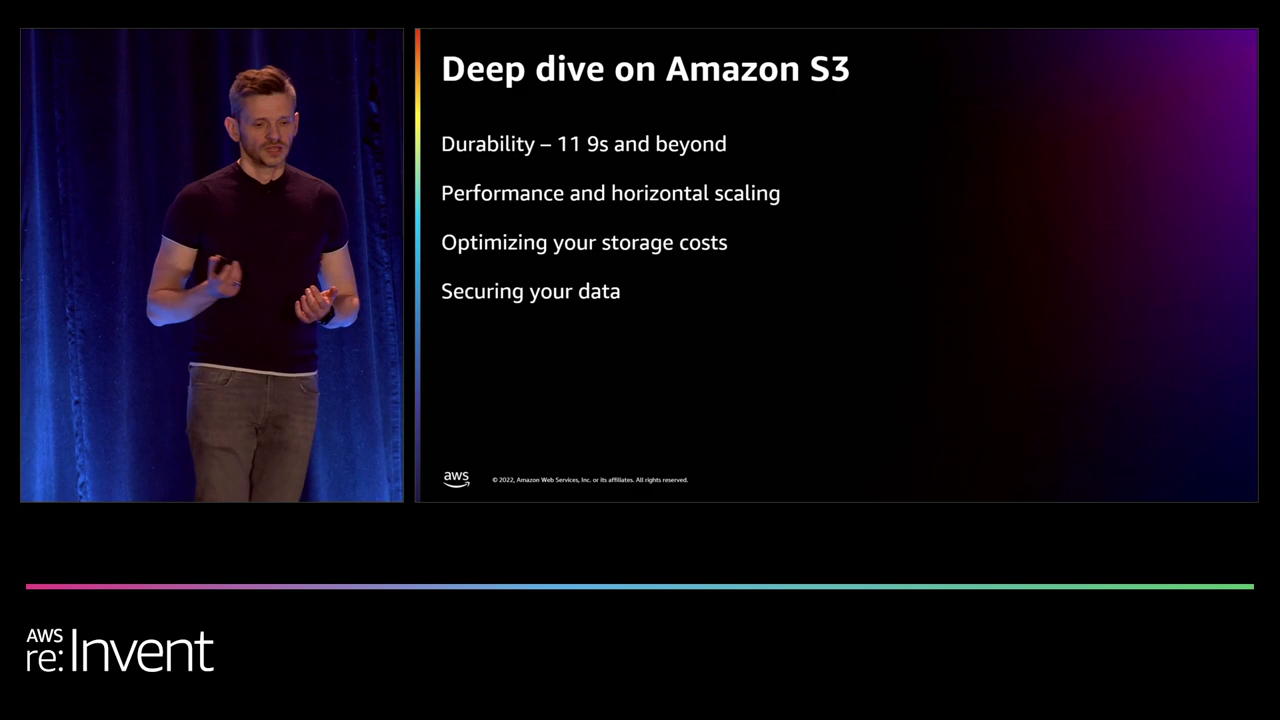 Deep dive on Amazon S3
Durability – 11 9s and beyond
Performance and horizontal scaling
Optimizing your storage costs
Securing your data
aws
© 2022, Amazon Web Services, Inc. or its affiliates. All rights reserved.
AWS
re:Invent